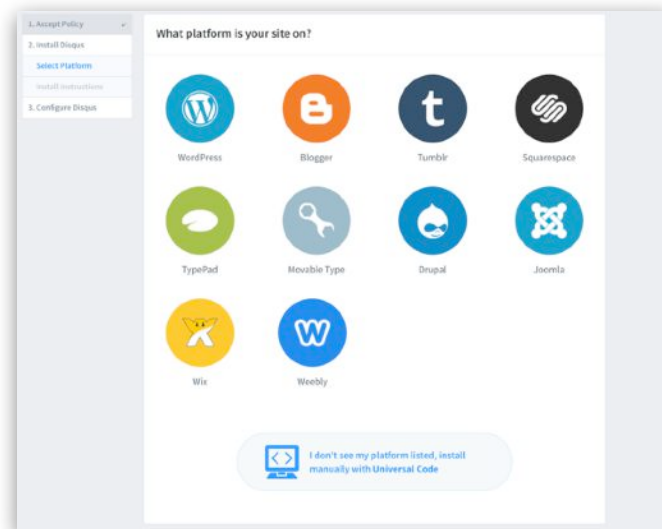 1. Accept Policy
2. Install Disqus
Select Platform
Install Instructions
3. Configure Disqus
What platform is your site on?
WordPress
Blogger
Tumblr
Squarespace
TypePad
Movable Type
Drupal
Joomla
Wix
Weebly
I don't see my platform listed, install
manually with Universal Code